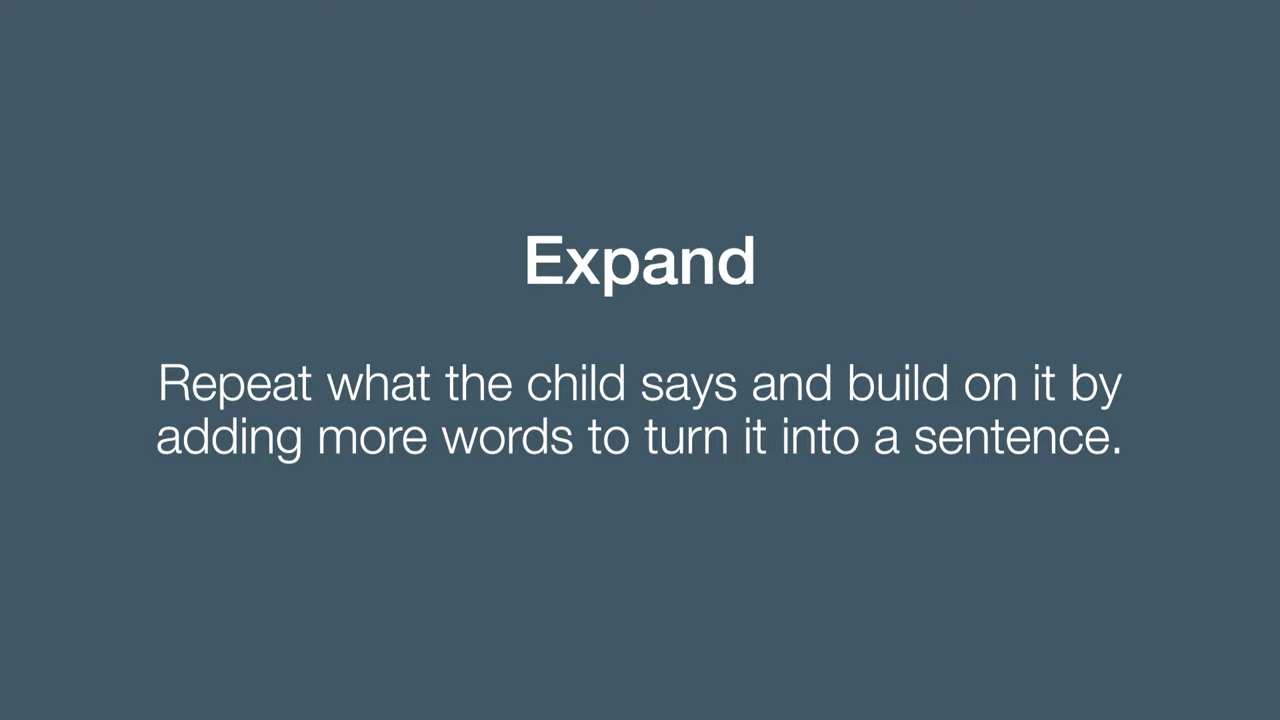 Expand
Repeat what the child says and build on it by
adding more words to turn it into a sentence.